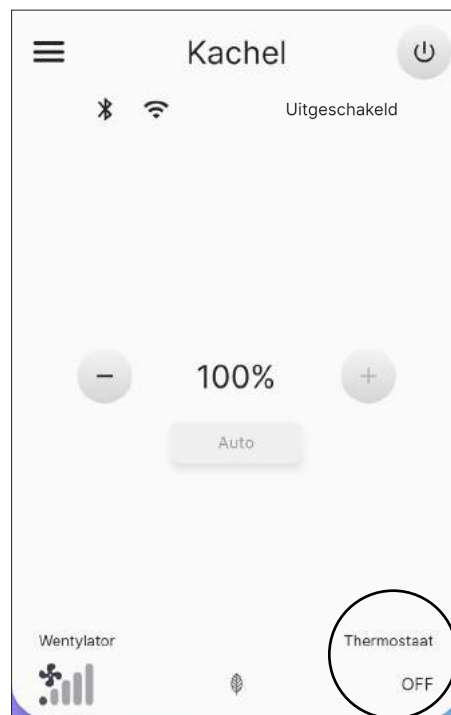 Kachel
Uitgeschakeld
− 100% +
Auto
Wentylator Thermostaat
OFF